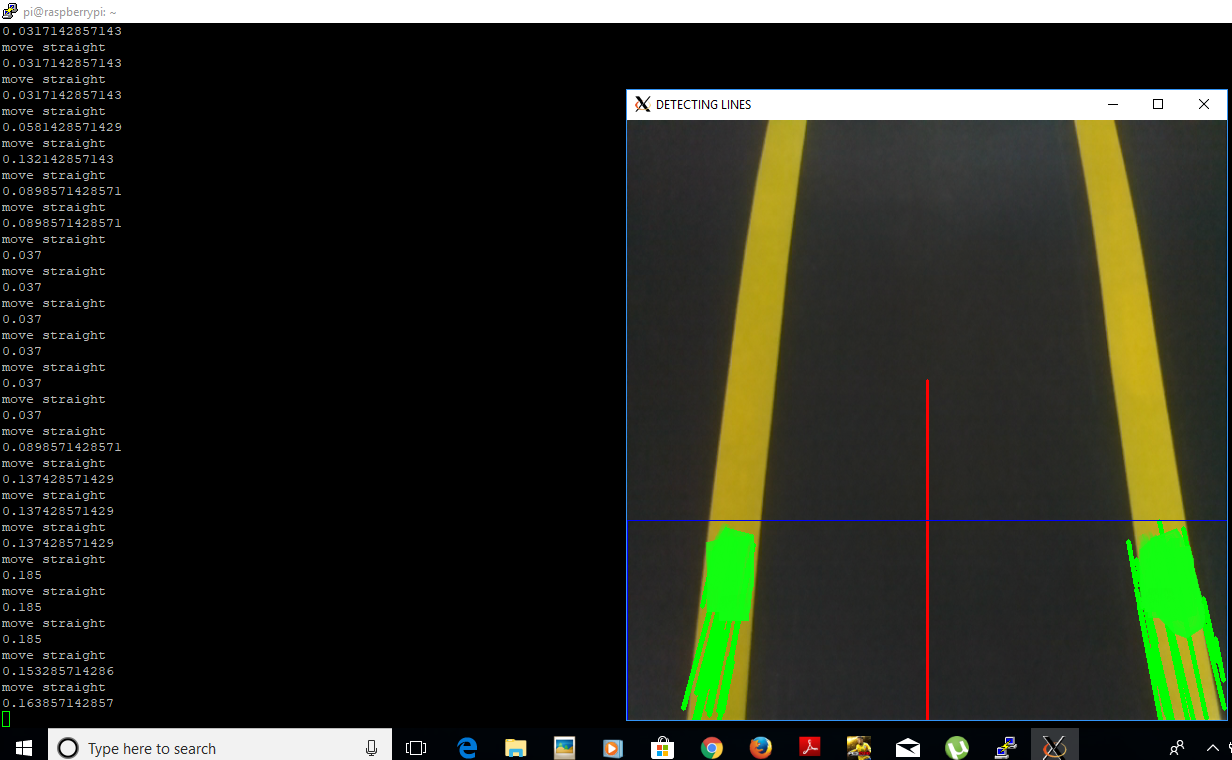 pi@raspberrypi: ~
0.0317142857143
move straight
0.0317142857143
move straight
0.0317142857143
move straight
0.0581428571429
move straight
0.132142857143
move straight
0.0898571428571
move straight
0.0898571428571
move straight
0.037
move straight
0.037
move straight
0.037
move straight
0.037
move straight
0.037
move straight
0.037
move straight
0.0898571428571
move straight
0.137428571429
move straight
0.137428571429
move straight
0.137428571429
move straight
0.185
move straight
0.185
move straight
0.185
move straight
0.153285714286
move straight
0.163857142857
DETECTING LINES
Type here to search